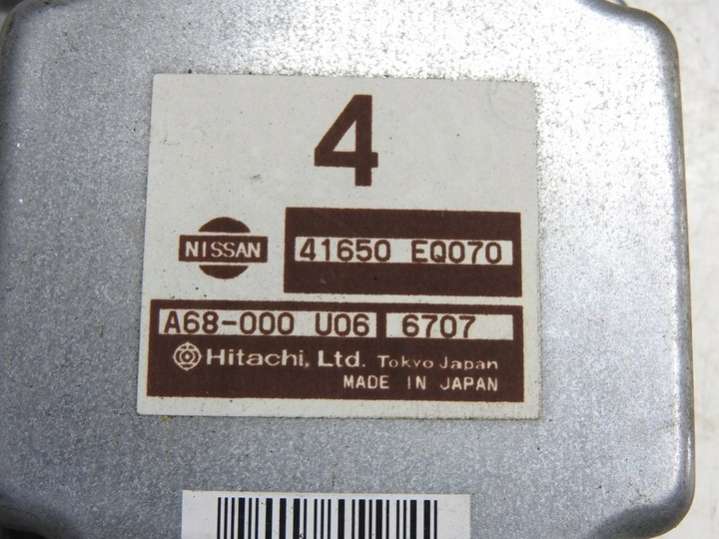 4
NISSAN 41650 EQ070
A68-000 U06 6707
Hitachi, Ltd. Tokyo Japan
MADE IN JAPAN